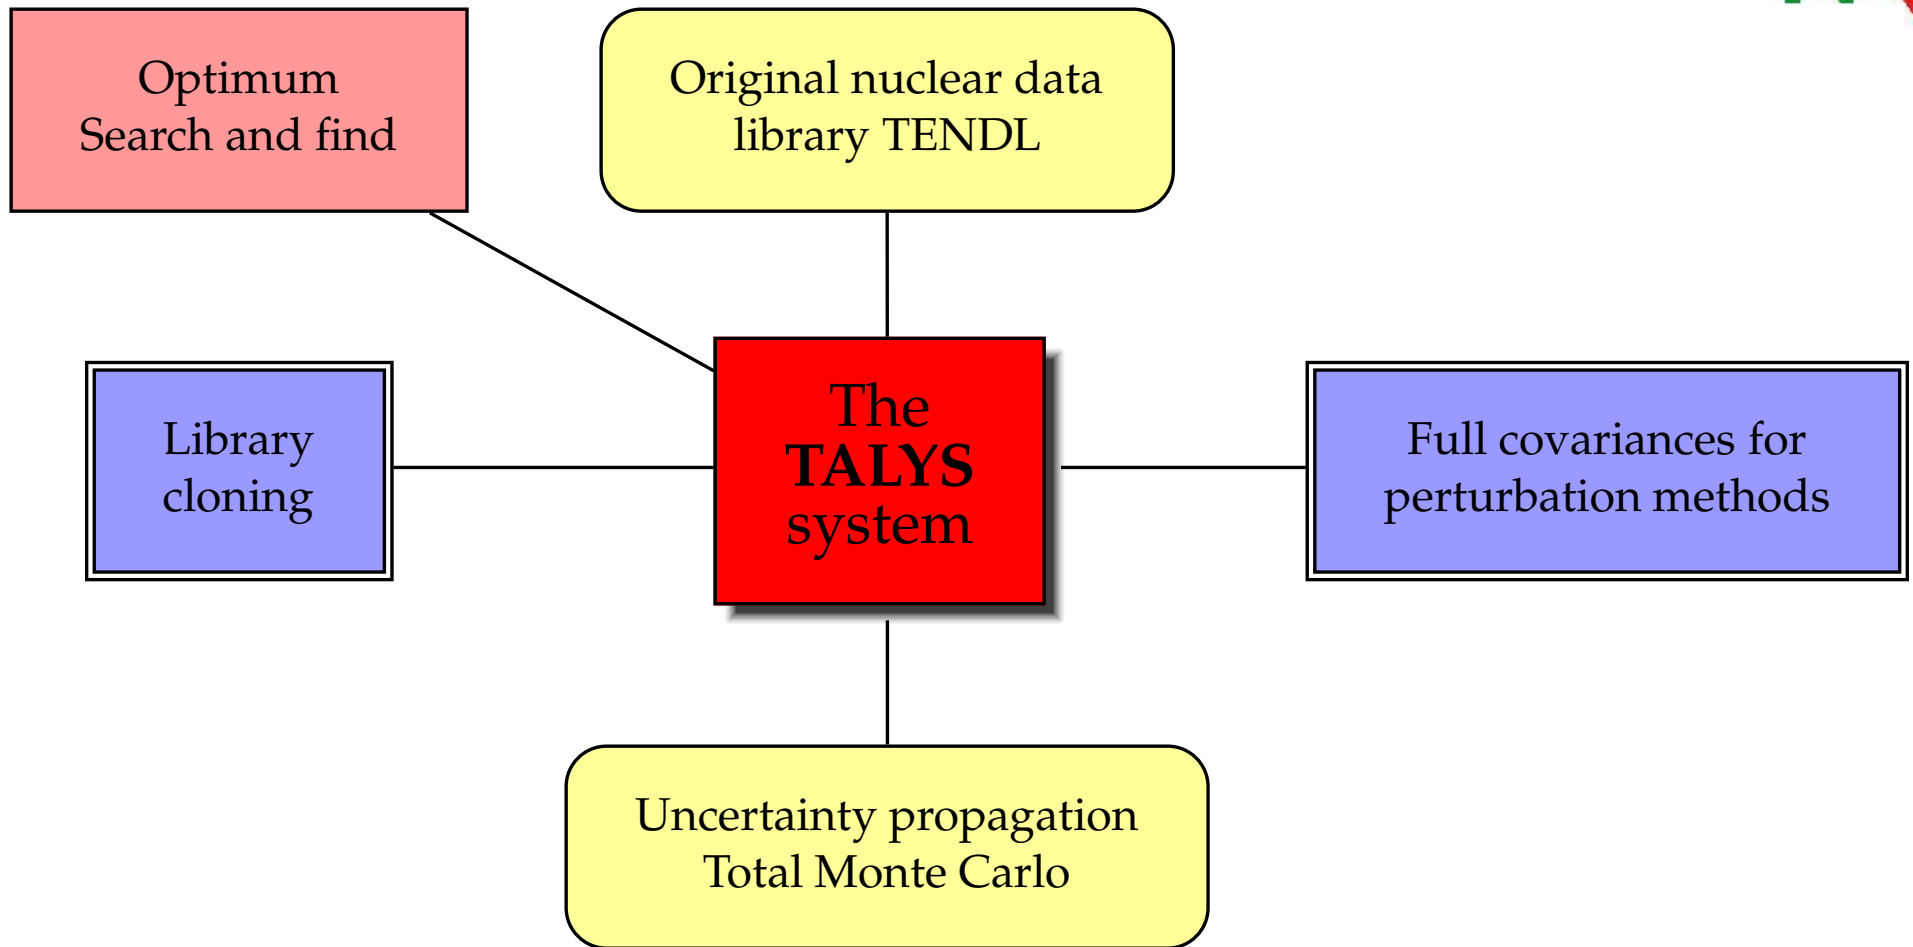 Optimum
Search and find
Original nuclear data
library TENDL
Library
cloning
The
TALYS
system
Full covariances for
perturbation methods
Uncertainty propagation
Total Monte Carlo